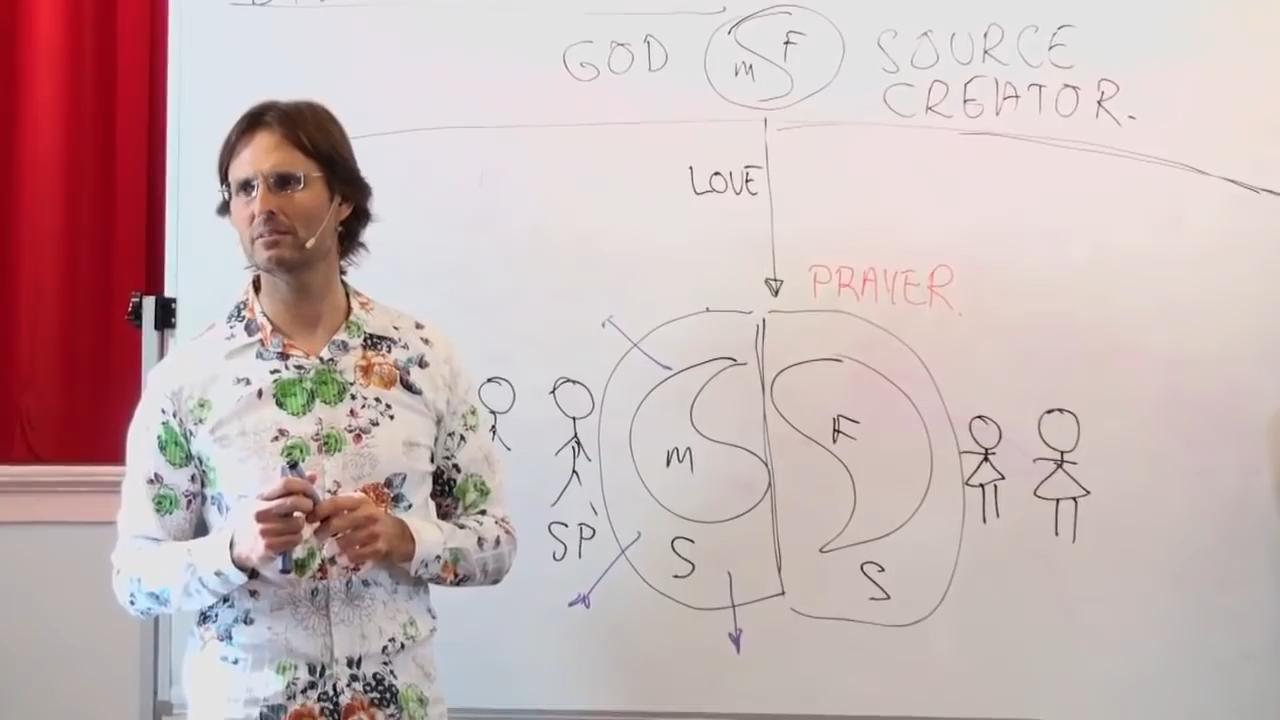 GOD
M F
SOURCE
CREATOR.
LOVE
PRAYER.
M
F
SP
S
S